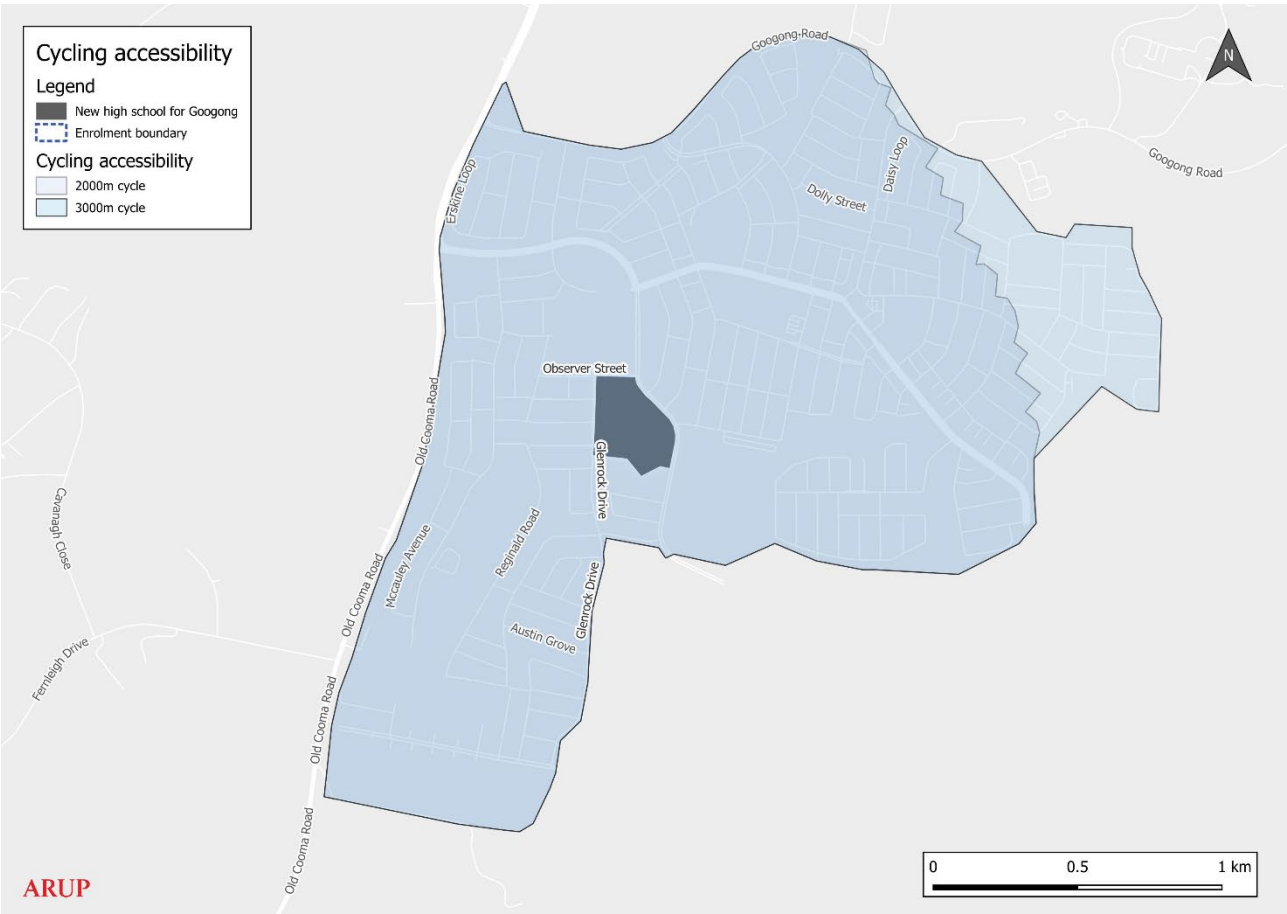 Cycling accessibility
Legend
New high school for Googong
Enrolment boundary
Cycling accessibility
2000m cycle
3000m cycle
N
Googong Road
Googong Road
Erskine Loop
Daisy Loop
Dolly Street
Observer Street
Old Cooma Road
Glenrock Drive
Cavanagh Close
Mccauley Avenue
Reginald Road
Old Cooma Road
Glenrock Drive
Austin Grove
Fernleigh Drive
Old Cooma Road
Old Cooma Road
ARUP
0 0.5 1 km